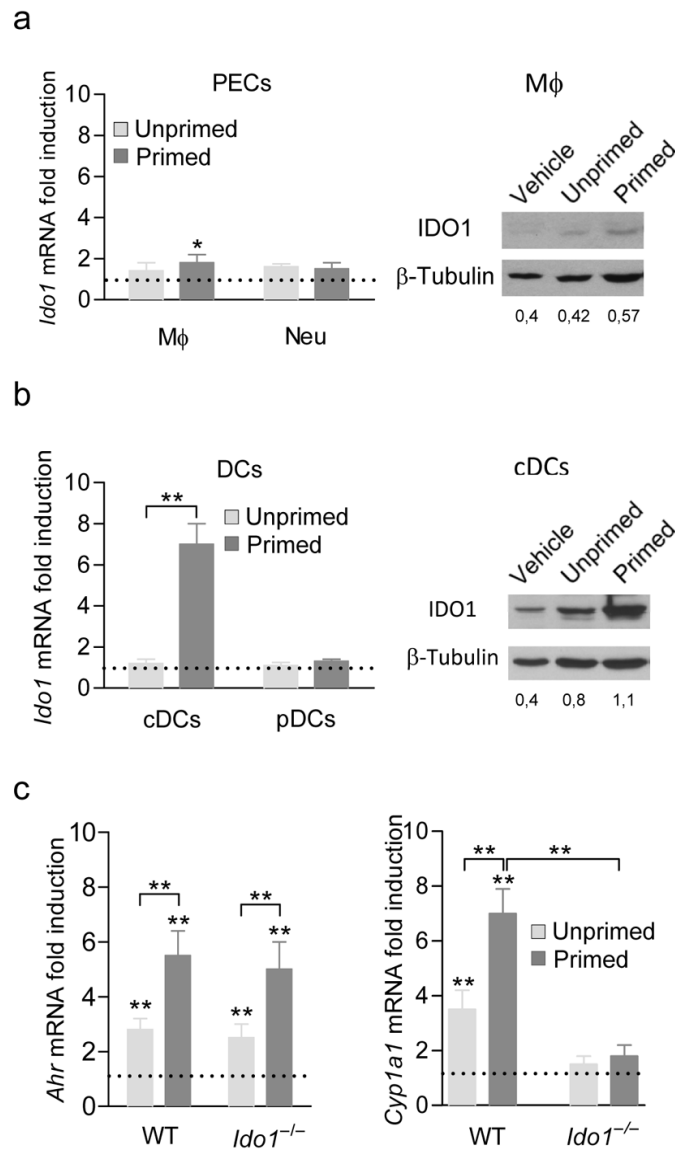 a
PECs
Mϕ
Ido1 mRNA fold induction
10
8
6
4
2
0
Unprimed
Primed
*
Mϕ
Neu
Vehicle
Unprimed
Primed
IDO1
β-Tubulin
0,4 0,42 0,57
b
DCs
cDCs
Ido1 mRNA fold induction
10
8
6
4
2
0
**
Unprimed
Primed
cDCs
pDCs
Vehicle
Unprimed
Primed
IDO1
β-Tubulin
0,4 0,8 1,1
c
Ahr mRNA fold induction
10
8
6
4
2
0
** **
** **
** **
WT
Ido1⁻/⁻
Cyp1a1 mRNA fold induction
10
8
6
4
2
0
** **
**
**
Unprimed
Primed
WT
Ido1⁻/⁻